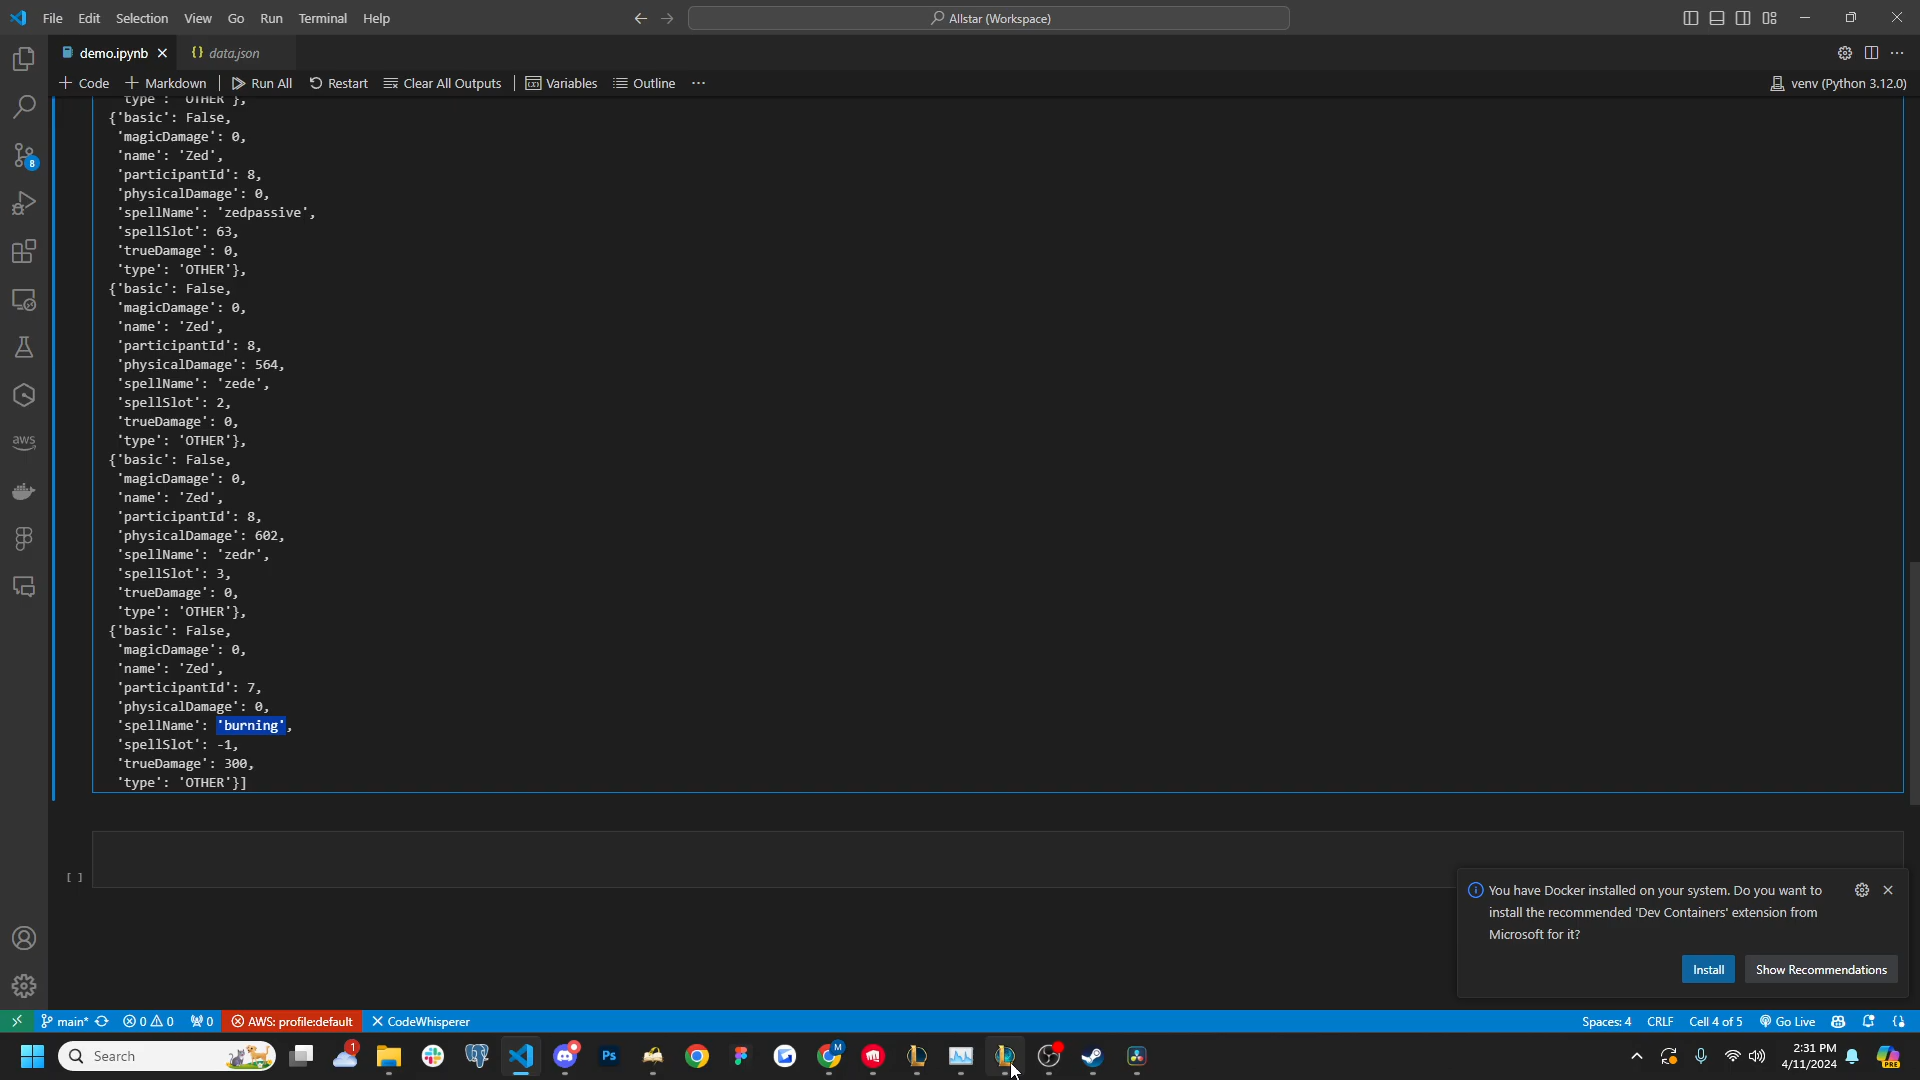 File Edit Selection View Go Run Terminal Help
Allstar (Workspace)
demo.ipynb
{} data.json
+ Code + Markdown Run All Restart Clear All Outputs Variables Outline ...
venv (Python 3.12.0)
'type': 'OTHER'},
{'basic': False,
'magicDamage': 0,
'name': 'Zed',
'participantId': 8,
'physicalDamage': 0,
'spellName': 'zedpassive',
'spellSlot': 63,
'trueDamage': 0,
'type': 'OTHER'},
{'basic': False,
'magicDamage': 0,
'name': 'Zed',
'participantId': 8,
'physicalDamage': 564,
'spellName': 'zede',
'spellSlot': 2,
'trueDamage': 0,
'type': 'OTHER'},
{'basic': False,
'magicDamage': 0,
'name': 'Zed',
'participantId': 8,
'physicalDamage': 602,
'spellName': 'zedr',
'spellSlot': 3,
'trueDamage': 0,
'type': 'OTHER'},
{'basic': False,
'magicDamage': 0,
'name': 'Zed',
'participantId': 7,
'physicalDamage': 0,
'spellName': 'burning',
'spellSlot': -1,
'trueDamage': 300,
'type': 'OTHER'}]
[ ]
8
aws
You have Docker installed on your system. Do you want to
install the recommended 'Dev Containers' extension from
Microsoft for it?
Install
Show Recommendations
main* 0 0 0 AWS: profile:default CodeWhisperer
Spaces: 4 CRLF Cell 4 of 5 Go Live
Search
1
Ps
M
2:31 PM
4/11/2024
PRE